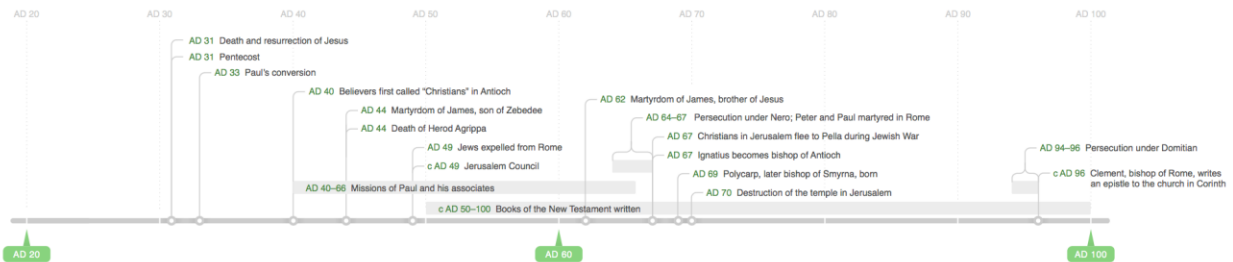 AD 20 AD 30 AD 40 AD 50 AD 60 AD 70 AD 80 AD 90 AD 100
AD 31 Death and resurrection of Jesus
AD 31 Pentecost
AD 33 Paul's conversion
AD 40 Believers first called "Christians" in Antioch
AD 44 Martyrdom of James, son of Zebedee
AD 44 Death of Herod Agrippa
AD 49 Jews expelled from Rome
c AD 49 Jerusalem Council
AD 40–66 Missions of Paul and his associates
c AD 50–100 Books of the New Testament written
AD 62 Martyrdom of James, brother of Jesus
AD 64–67 Persecution under Nero; Peter and Paul martyred in Rome
AD 67 Christians in Jerusalem flee to Pella during Jewish War
AD 67 Ignatius becomes bishop of Antioch
AD 69 Polycarp, later bishop of Smyrna, born
AD 70 Destruction of the temple in Jerusalem
AD 94–96 Persecution under Domitian
c AD 96 Clement, bishop of Rome, writes
an epistle to the church in Corinth
AD 20 AD 60 AD 100